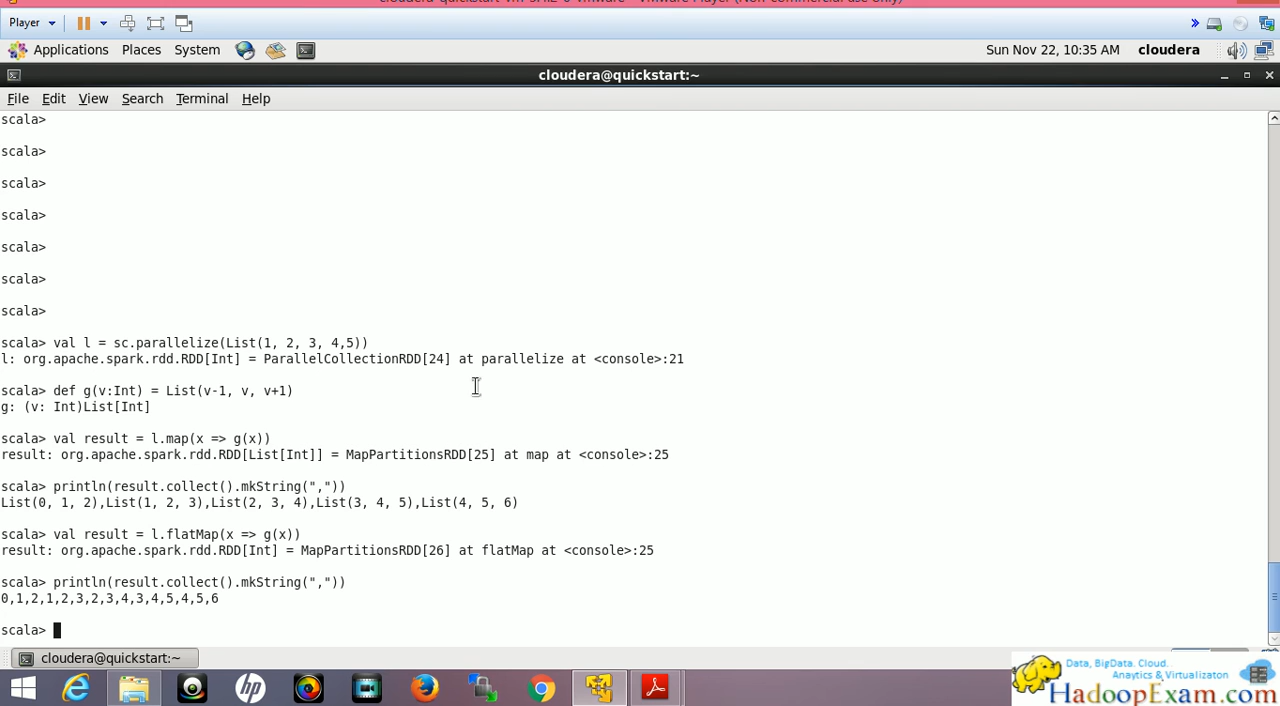 Player
Applications Places System
Sun Nov 22, 10:35 AM cloudera
cloudera@quickstart:~
File Edit View Search Terminal Help
scala>
scala>
scala>
scala>
scala>
scala>
scala>
scala> val l = sc.parallelize(List(1, 2, 3, 4,5))
l: org.apache.spark.rdd.RDD[Int] = ParallelCollectionRDD[24] at parallelize at <console>:21
scala> def g(v:Int) = List(v-1, v, v+1)
g: (v: Int)List[Int]
scala> val result = l.map(x => g(x))
result: org.apache.spark.rdd.RDD[List[Int]] = MapPartitionsRDD[25] at map at <console>:25
scala> println(result.collect().mkString(","))
List(0, 1, 2),List(1, 2, 3),List(2, 3, 4),List(3, 4, 5),List(4, 5, 6)
scala> val result = l.flatMap(x => g(x))
result: org.apache.spark.rdd.RDD[Int] = MapPartitionsRDD[26] at flatMap at <console>:25
scala> println(result.collect().mkString(","))
0,1,2,1,2,3,2,3,4,3,4,5,4,5,6
scala>
cloudera@quickstart:~
Data, BigData. Cloud.
Anaytics & Virtualizaton
HadoopExam.com